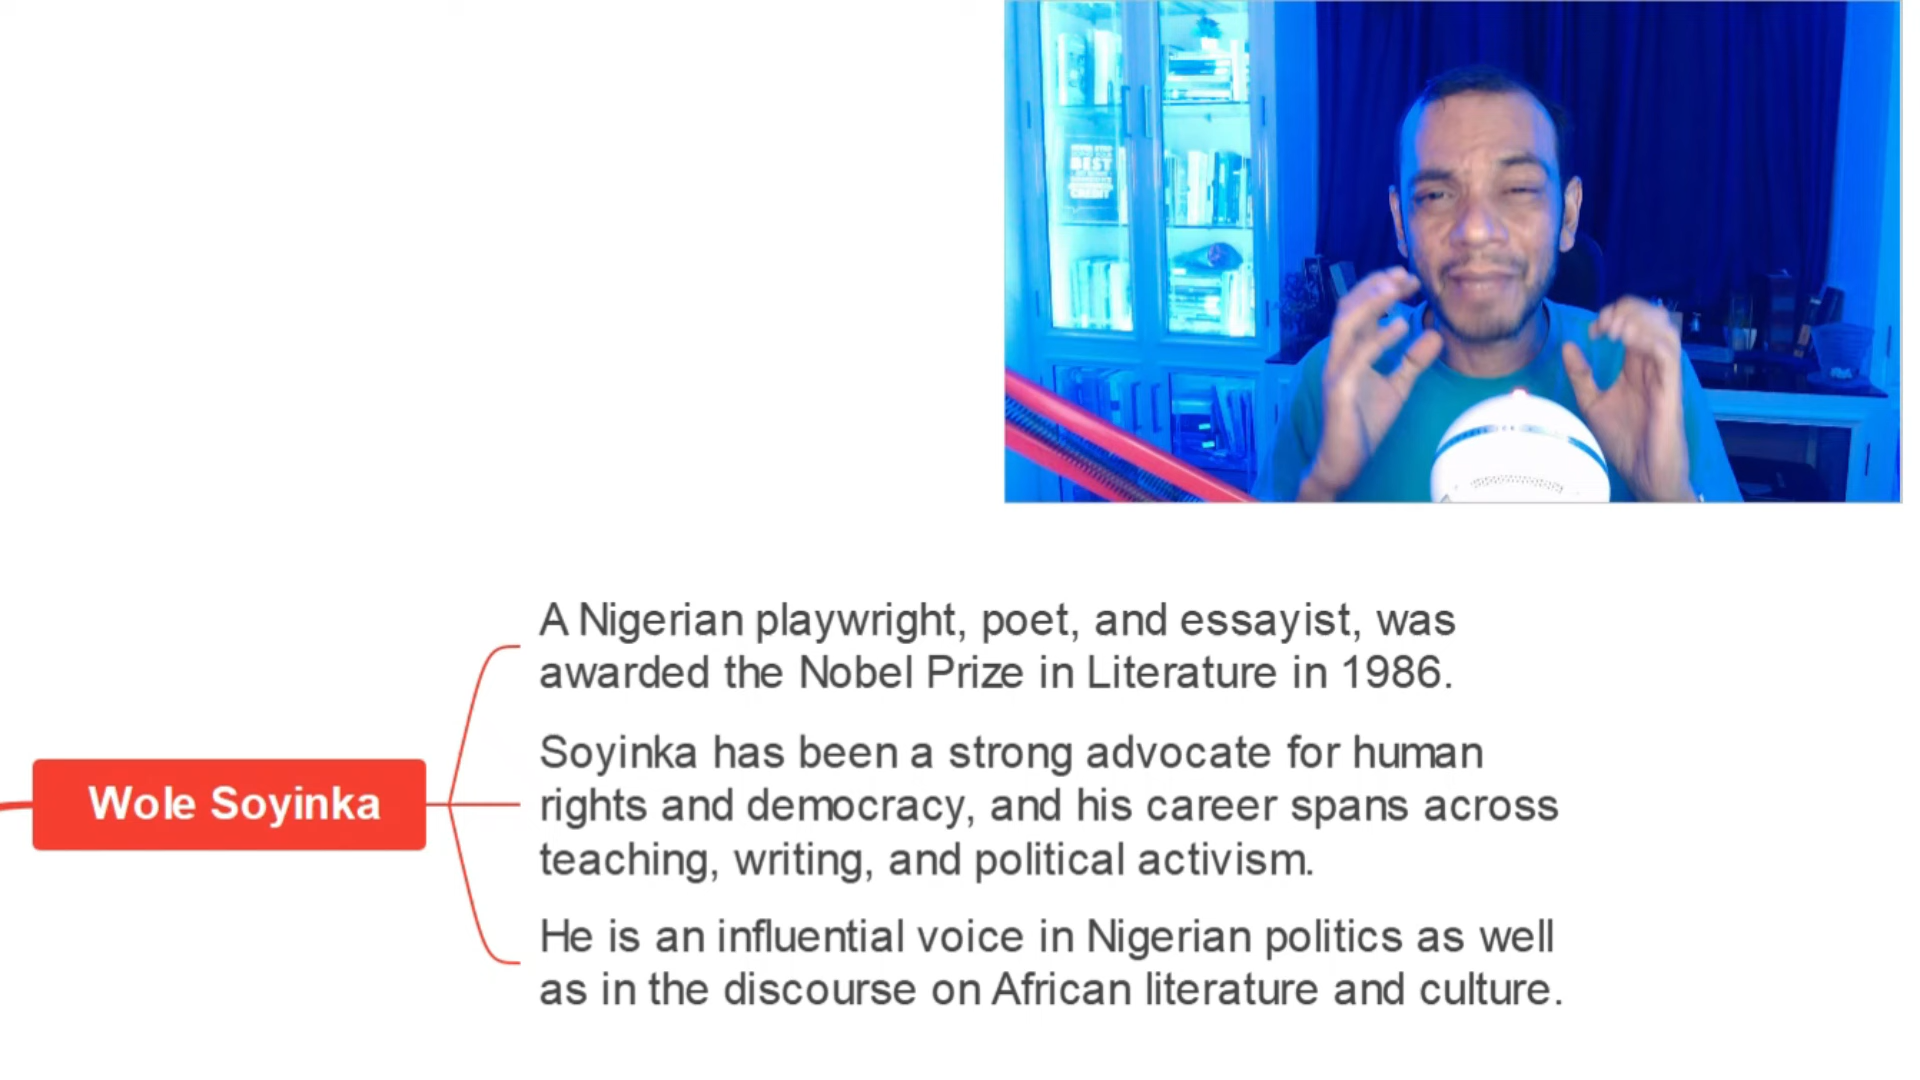 BEST
CREDIT
A Nigerian playwright, poet, and essayist, was
awarded the Nobel Prize in Literature in 1986.
Wole Soyinka
Soyinka has been a strong advocate for human
rights and democracy, and his career spans across
teaching, writing, and political activism.
He is an influential voice in Nigerian politics as well
as in the discourse on African literature and culture.